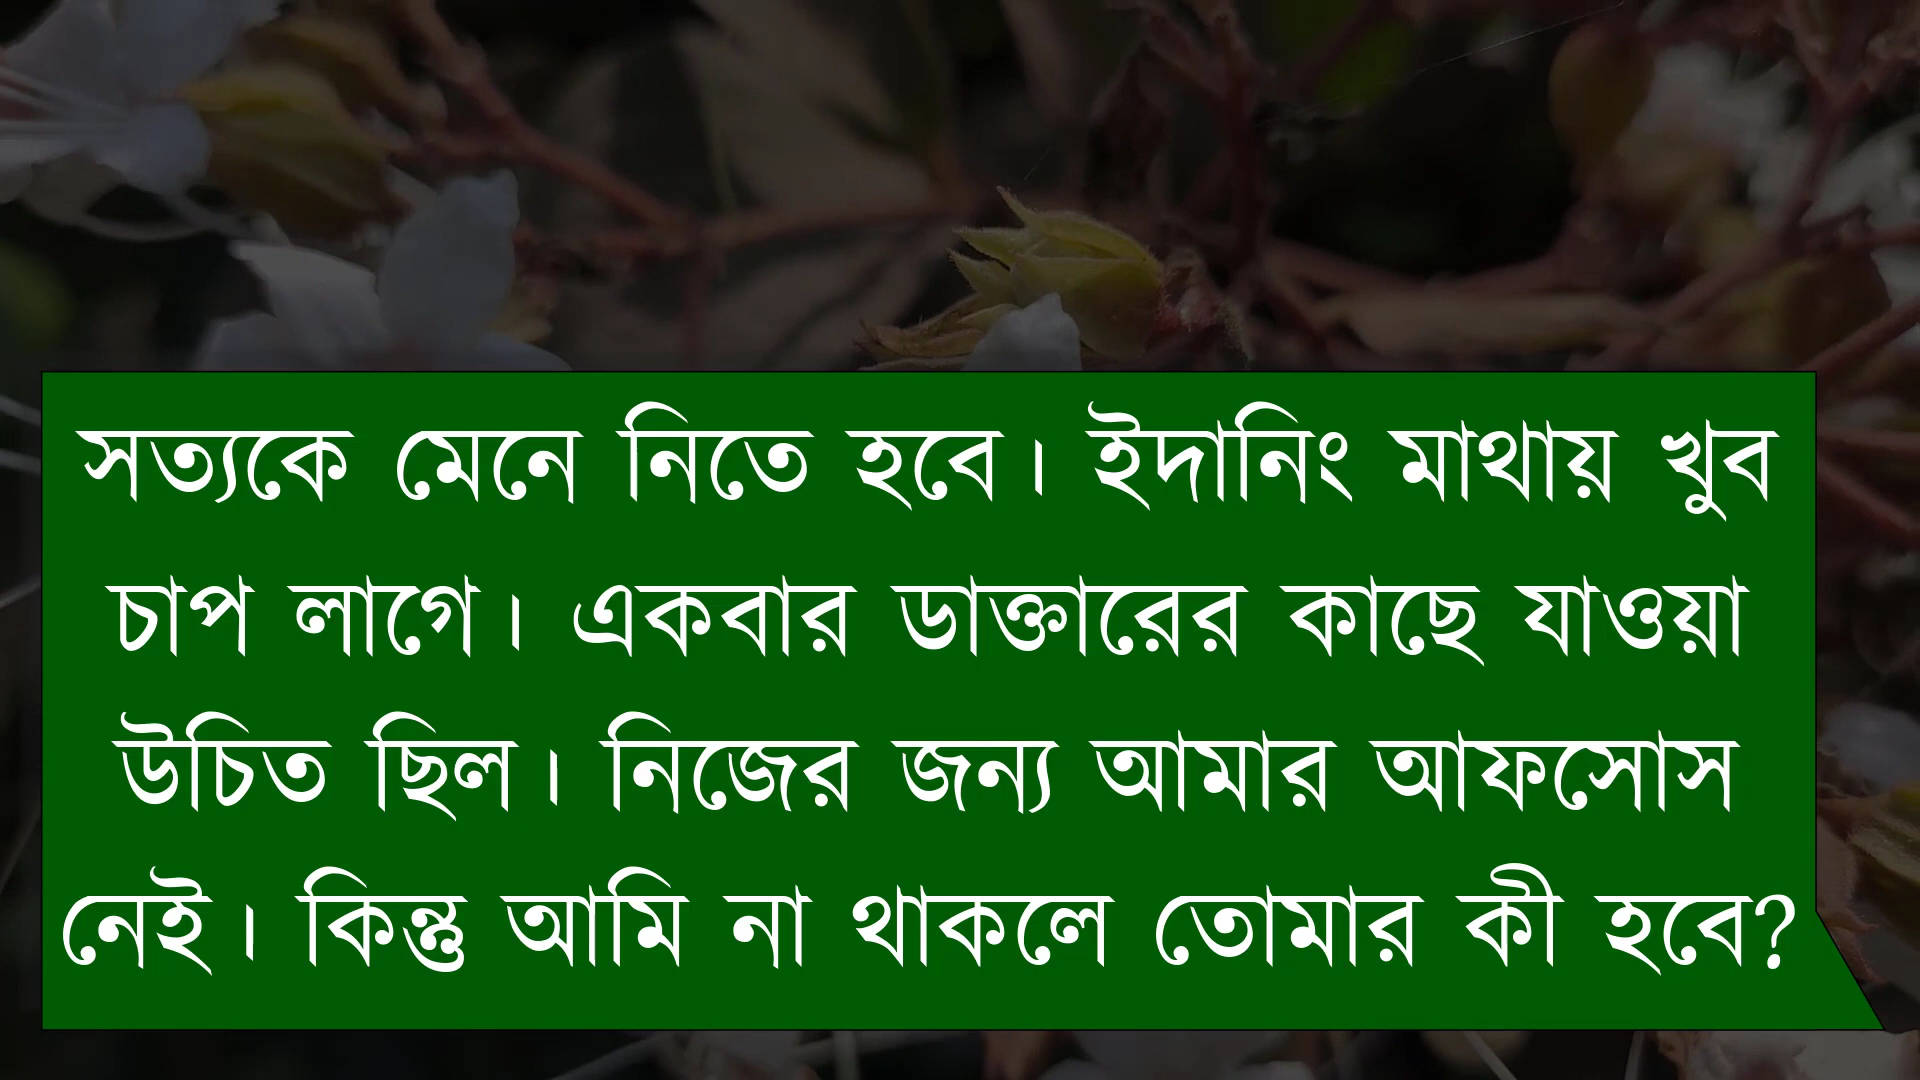 সত্যকে মেনে নিতে হবে। ইদানিং মাথায় খুব
চাপ লাগে। একবার ডাক্তারের কাছে যাওয়া
উচিত ছিল। নিজের জন্য আমার আফসোস
নেই। কিন্তু আমি না থাকলে তোমার কী হবে?